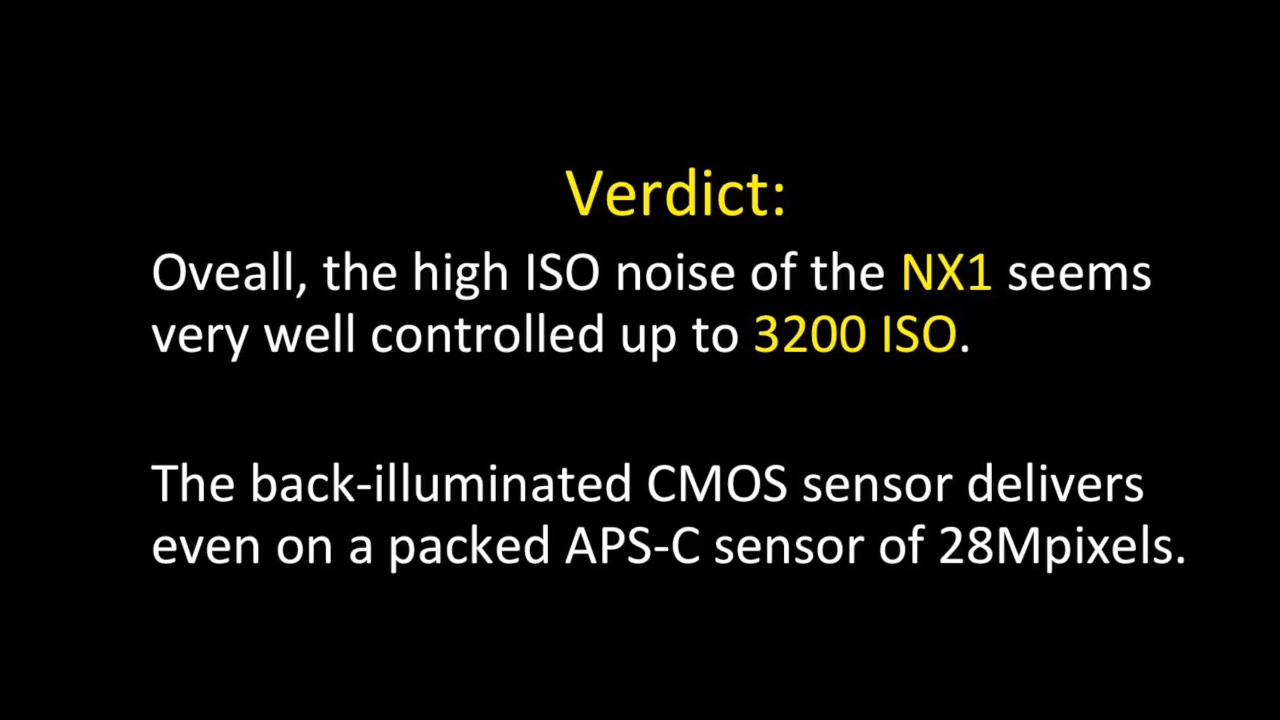 Verdict:
Oveall, the high ISO noise of the NX1 seems
very well controlled up to 3200 ISO.
The back-illuminated CMOS sensor delivers
even on a packed APS-C sensor of 28Mpixels.